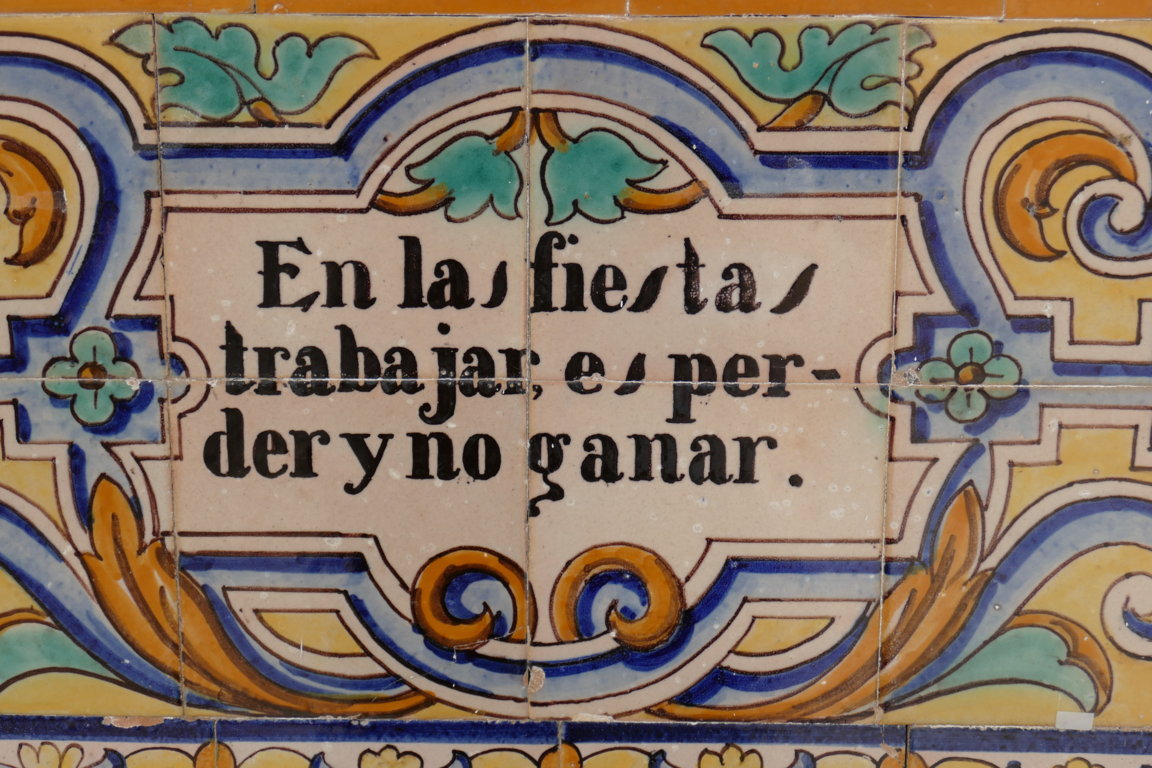 En las fiestas
trabajar, es per-
der y no ganar.